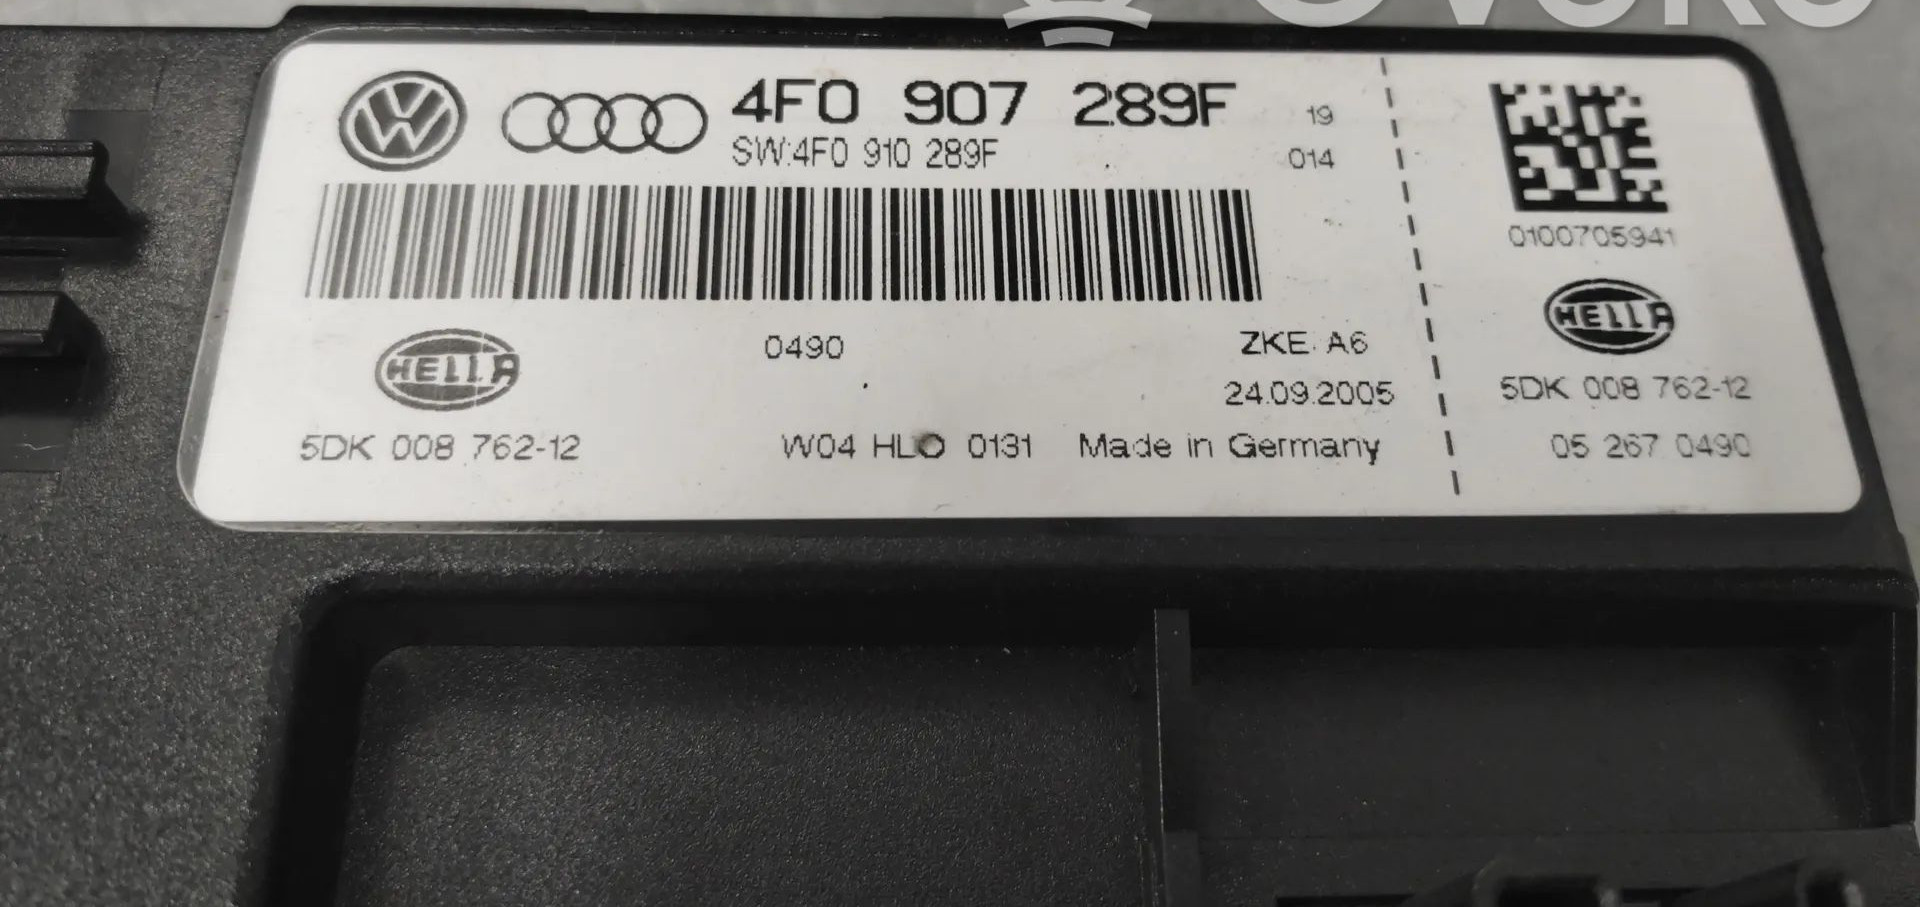 4F0 907 289F 19
SW:4F0 910 289F 014
0490
ZKE A6
24.09.2005
HELLA
5DK 008 762-12
W04 HLO 0131 Made in Germany
0100705941
HELLA
5DK 008 762-12
05 267 0490